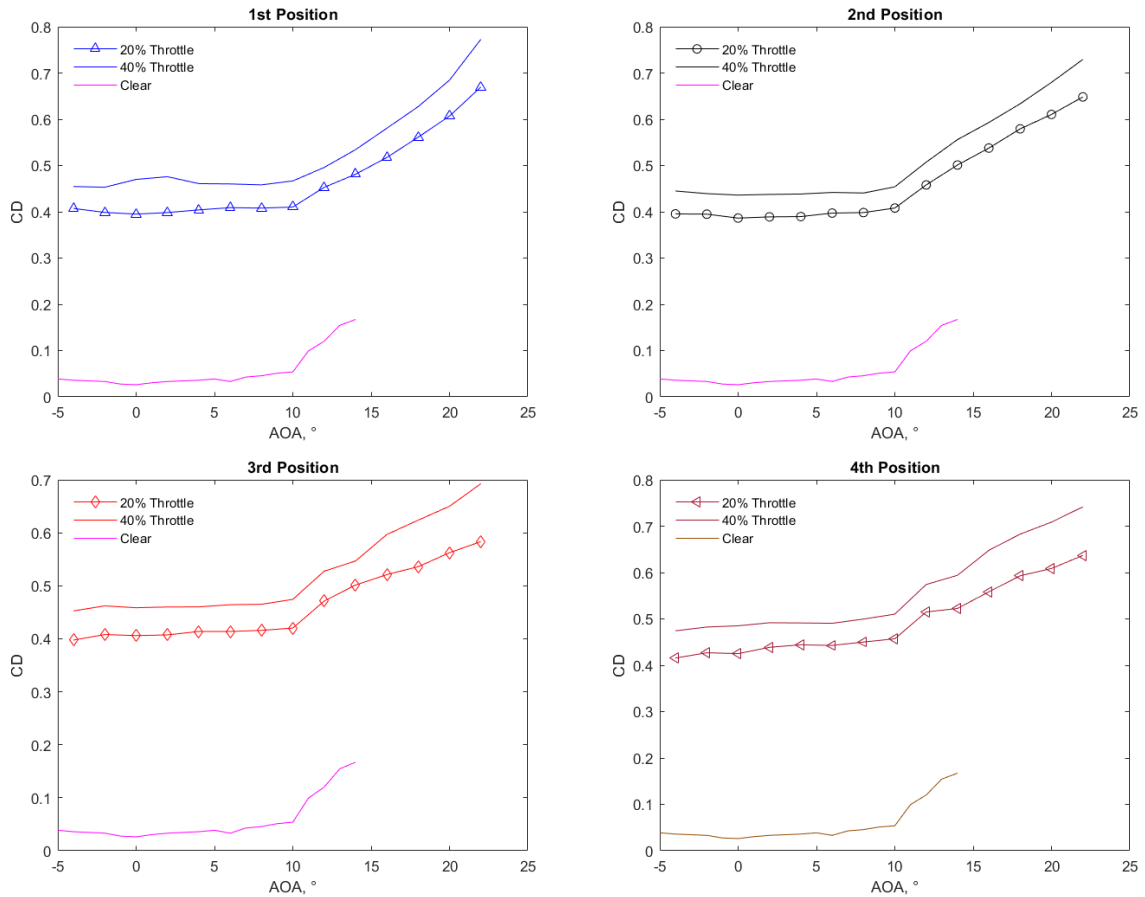 1st Position
0.8
0.7
0.6
0.5
0.4
0.3
0.2
0.1
0
CD
20% Throttle
40% Throttle
Clear
-5 0 5 10 15 20 25
AOA, °
2nd Position
0.8
0.7
0.6
0.5
0.4
0.3
0.2
0.1
0
CD
20% Throttle
40% Throttle
Clear
-5 0 5 10 15 20 25
AOA, °
3rd Position
0.7
0.6
0.5
0.4
0.3
0.2
0.1
0
CD
20% Throttle
40% Throttle
Clear
-5 0 5 10 15 20 25
AOA, °
4th Position
0.8
0.7
0.6
0.5
0.4
0.3
0.2
0.1
0
CD
20% Throttle
40% Throttle
Clear
-5 0 5 10 15 20 25
AOA, °